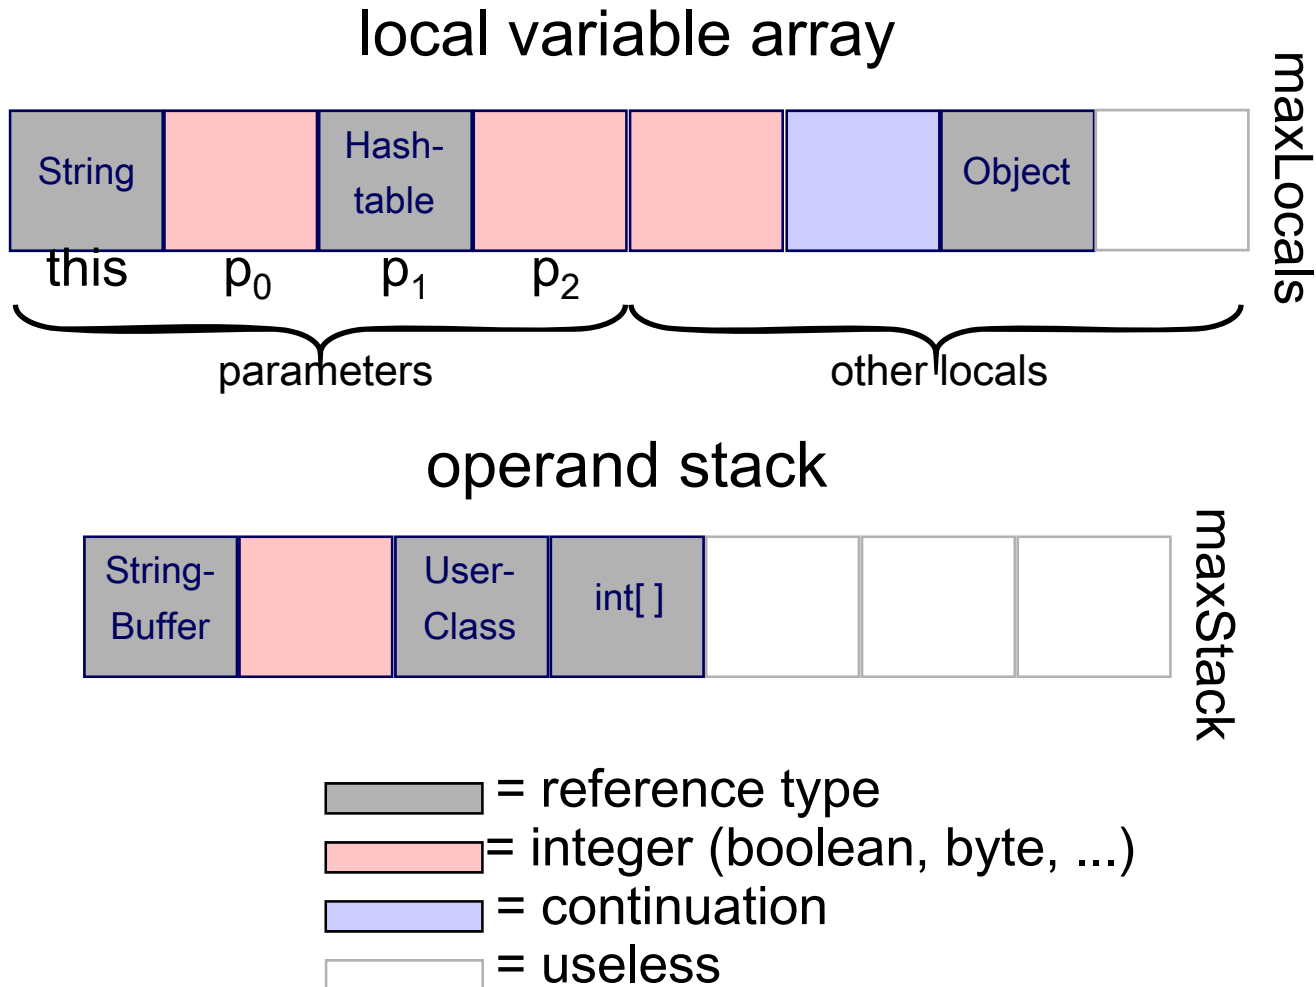 local variable array
maxLocals
String
Hash-
table
Object
this p₀ p₁ p₂
parameters other locals
operand stack
maxStack
String-
Buffer
User-
Class
int[ ]
= reference type
= integer (boolean, byte, ...)
= continuation
= useless